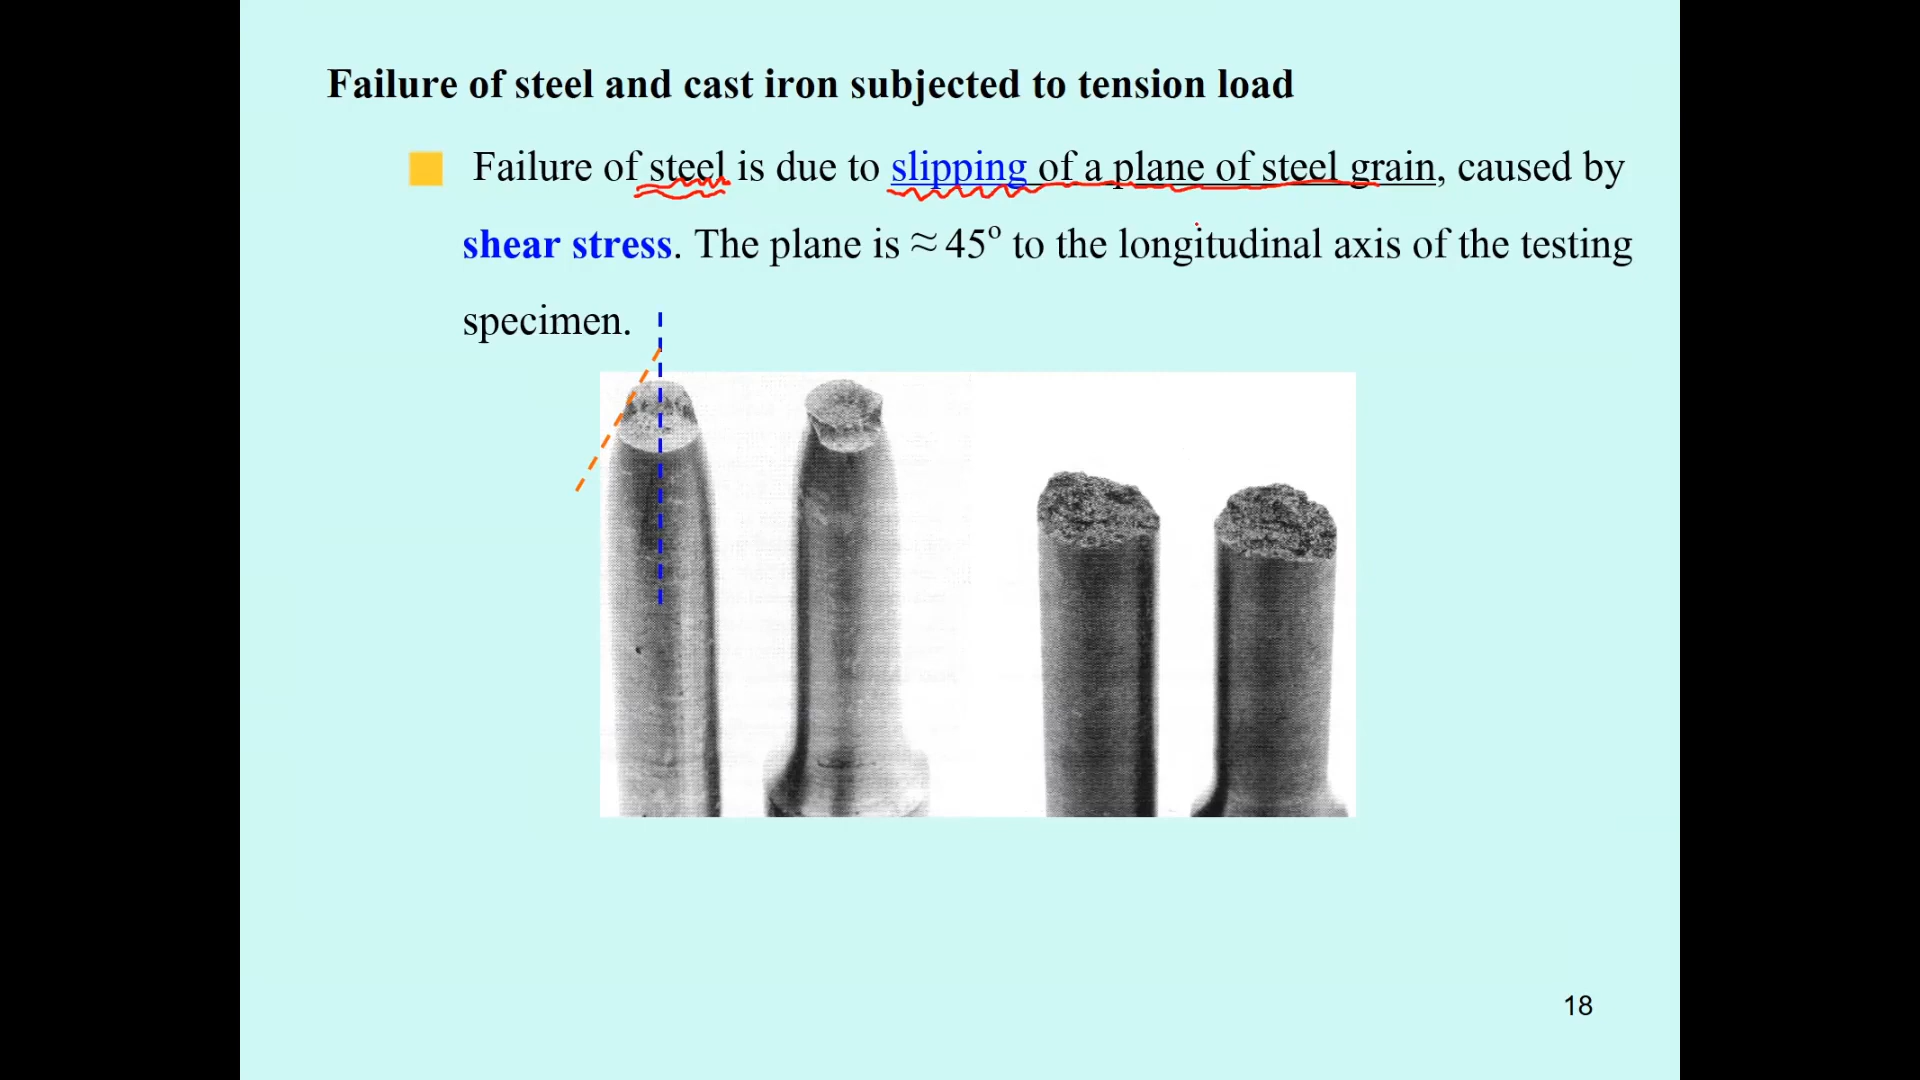 Failure of steel and cast iron subjected to tension load
Failure of steel is due to slipping of a plane of steel grain, caused by
shear stress. The plane is ≈ 45º to the longitudinal axis of the testing
specimen.
18